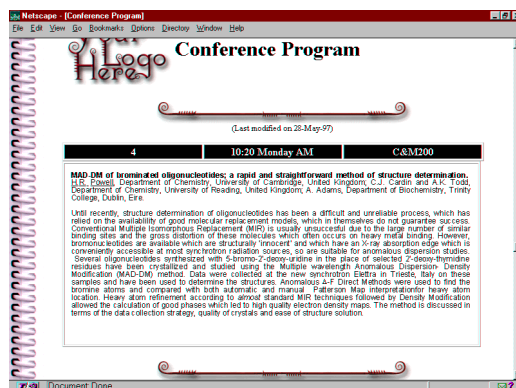 Netscape - [Conference Program]
File Edit View Go Bookmarks Options Directory Window Help
Your
Logo
Here
Conference Program
(Last modified on 28-May-97)
4 10:20 Monday AM C&M200
MAD-DM of brominated oligonucleotides; a rapid and straightforward method of structure determination.
H.R. Powell, Department of Chemistry, University of Cambridge, United Kingdom; C.J. Cardin and A.K. Todd,
Department of Chemistry, University of Reading, United Kingdom; A. Adams, Department of Biochemistry, Trinity
College, Dublin, Eire.
Until recently, structure determination of oligonucleotides has been a difficult and unreliable process, which has
relied on the availability of good molecular replacement models, which in themselves do not guarantee success.
Conventional Multiple Isomorphous Replacement (MIR) is usually unsuccesful due to the large number of similar
binding sites and the gross distortion of these molecules which often occurs on heavy metal binding. However,
bromonucleotides are available which are structurally 'innocent' and which have an X-ray absorption edge which is
conveniently accessible at most synchrotron radiation sources, so are suitable for anomalous dispersion studies.
Several oligonucleotides synthesized with 5-bromo-2'-deoxy-uridine in the place of selected 2'-deoxy-thymidine
residues have been crystallized and studied using the Multiple wavelength Anomalous Dispersion- Density
Modification (MAD-DM) method. Data were collected at the new synchrotron Elettra in Trieste, Italy on these
samples and have been used to determine the structures. Anomalous Δ-F Direct Methods were used to find the
bromine atoms and compared with both automatic and manual Patterson Map interpretationfor heavy atom
location. Heavy atom refinement according to almost standard MIR techniques followed by Density Modification
allowed the calculation of good phases which led to high quality electron density maps. The method is discussed in
terms of the data collection strategy, quality of crystals and ease of structure solution.
Document: Done